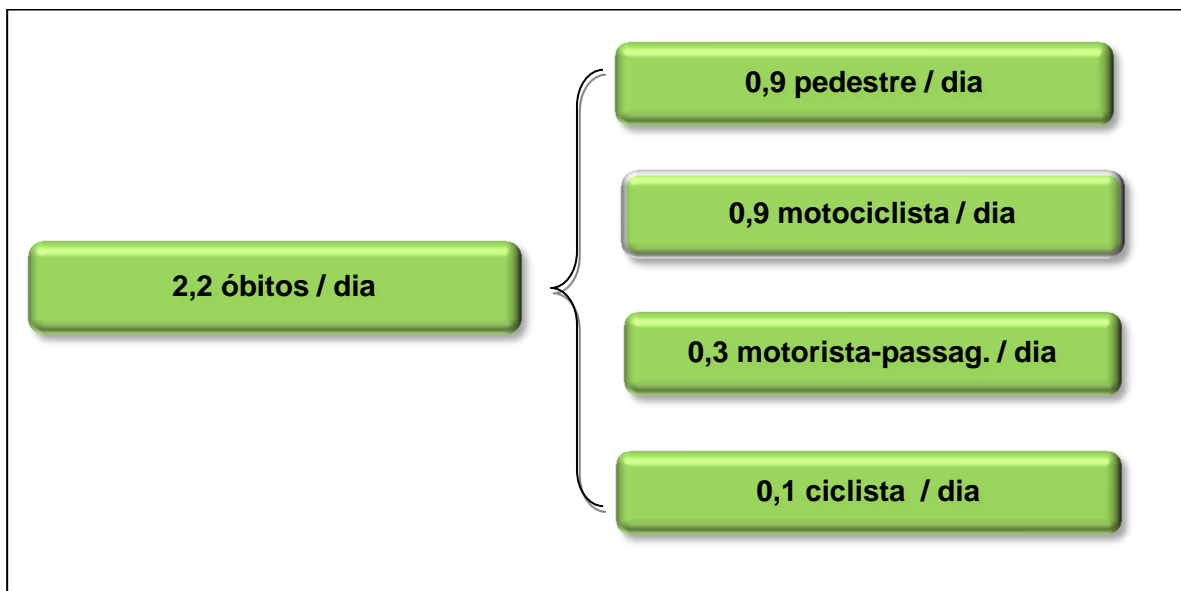 2,2 óbitos / dia
0,9 pedestre / dia
0,9 motociclista / dia
0,3 motorista-passag. / dia
0,1 ciclista / dia